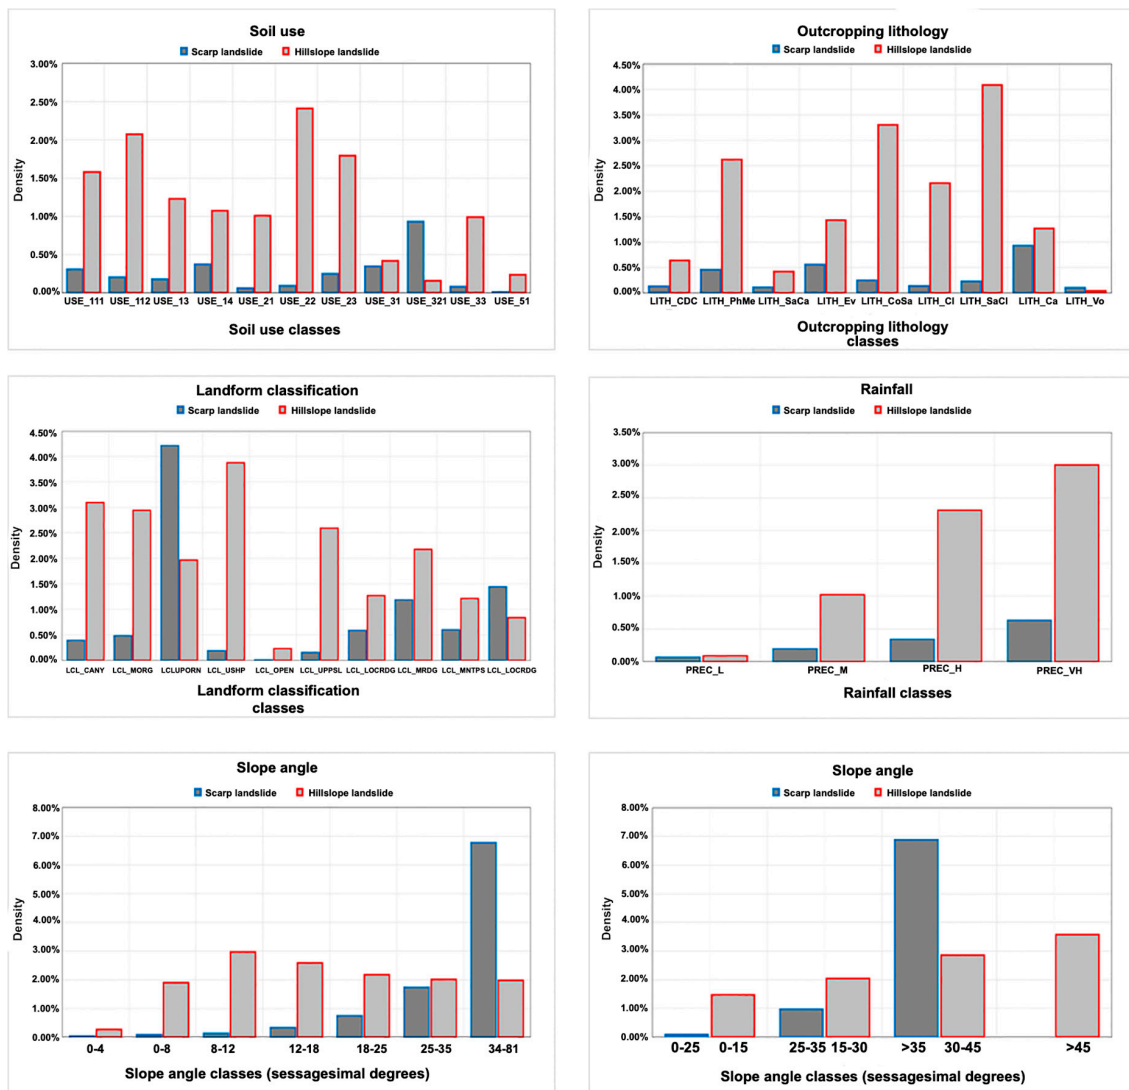 Soil use
Scarp landslide Hillslope landslide
3.00%
2.50%
2.00%
1.50%
1.00%
0.50%
0.00%
Density
USE_111 USE_112 USE_13 USE_14 USE_21 USE_22 USE_23 USE_31 USE_321 USE_33 USE_51
Soil use classes
Outcropping lithology
Scarp landslide Hillslope landslide
4.50%
4.00%
3.50%
3.00%
2.50%
2.00%
1.50%
1.00%
0.50%
0.00%
Density
LITH_CDC LITH_PhMe LITH_SaCa LITH_Ev LITH_CoSa LITH_Cl LITH_SaCl LITH_Ca LITH_Vo
Outcropping lithology
classes
Landform classification
Scarp landslide Hillslope landslide
4.50%
4.00%
3.50%
3.00%
2.50%
2.00%
1.50%
1.00%
0.50%
0.00%
Density
LCL_CANY LCL_MORG LCLUPORN LCL_USHP LCL_OPEN LCL_UPPSL LCL_LOCRDG LCL_MRDG LCL_MNTPS LCL_LOCRDG
Landform classification
classes
Rainfall
Scarp landslide Hillslope landslide
3.50%
3.00%
2.50%
2.00%
1.50%
1.00%
0.50%
0.00%
Density
PREC_L PREC_M PREC_H PREC_VH
Rainfall classes
Slope angle
Scarp landslide Hillslope landslide
8.00%
7.00%
6.00%
5.00%
4.00%
3.00%
2.00%
1.00%
0.00%
Density
0-4 0-8 8-12 12-18 18-25 25-35 34-81
Slope angle classes (sessagesimal degrees)
Slope angle
Scarp landslide Hillslope landslide
8.00%
7.00%
6.00%
5.00%
4.00%
3.00%
2.00%
1.00%
0.00%
Density
0-25 0-15 25-35 15-30 >35 30-45 >45
Slope angle classes (sessagesimal degrees)